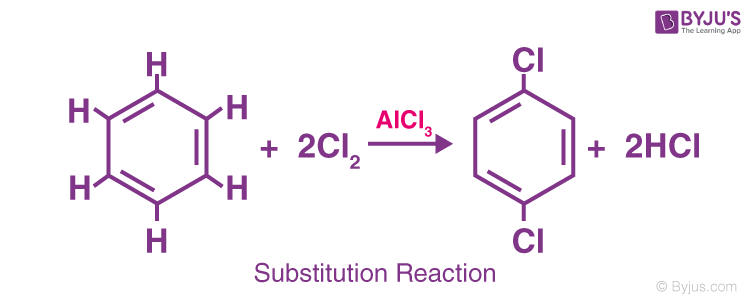 BYJU'S
The Learning App
H
H
H
H
H
H
+ 2Cl₂
AlCl₃
Cl
Cl
+ 2HCl
Substitution Reaction
© Byjus.com